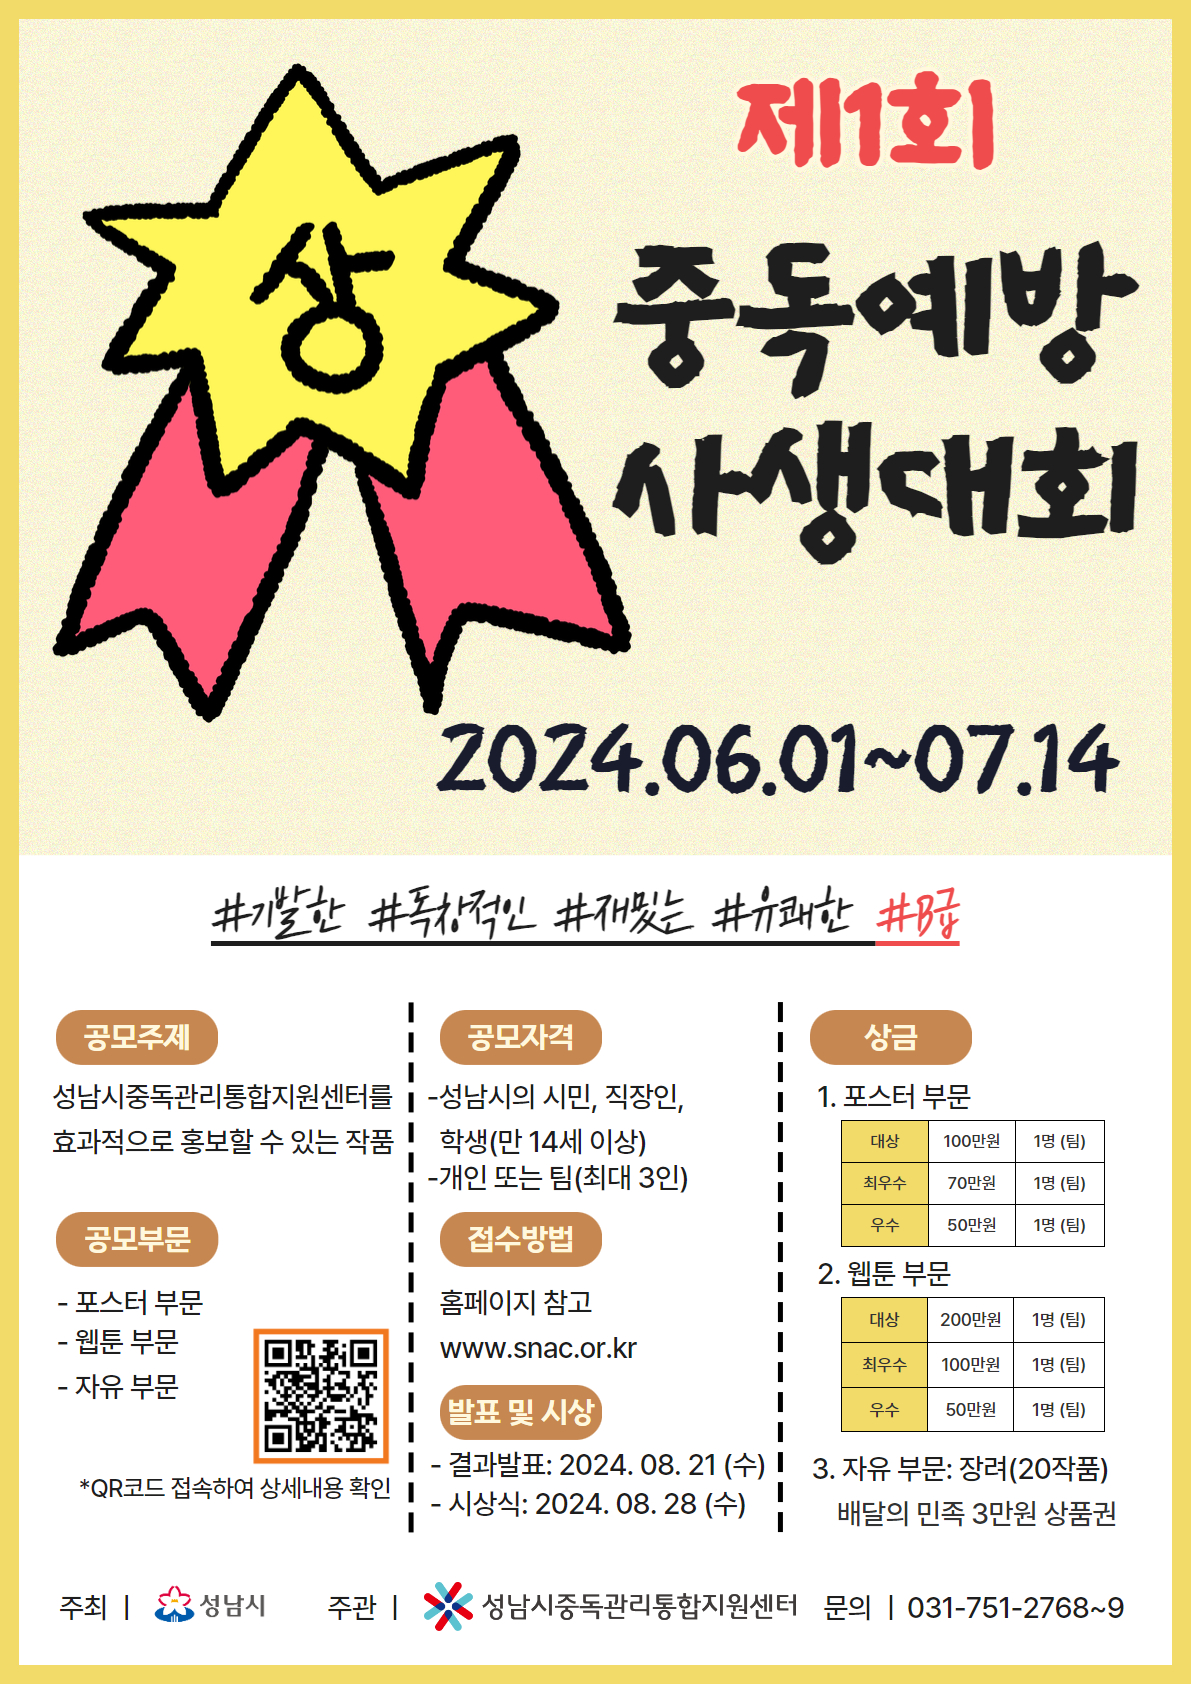 상
제1회
중독예방
사생대회
2024.06.01~07.14
#기발한 #독창적인 #재밌는 #유쾌한 #B급
공모주제
성남시중독관리통합지원센터를
효과적으로 홍보할 수 있는 작품
공모부문
- 포스터 부문
- 웹툰 부문
- 자유 부문
*QR코드 접속하여 상세내용 확인
공모자격
-성남시의 시민, 직장인,
학생(만 14세 이상)
-개인 또는 팀(최대 3인)
접수방법
홈페이지 참고
www.snac.or.kr
발표 및 시상
- 결과발표: 2024. 08. 21 (수)
- 시상식: 2024. 08. 28 (수)
상금
1. 포스터 부문
대상 100만원 1명 (팀)
최우수 70만원 1명 (팀)
우수 50만원 1명 (팀)
2. 웹툰 부문
대상 200만원 1명 (팀)
최우수 100만원 1명 (팀)
우수 50만원 1명 (팀)
3. 자유 부문: 장려(20작품)
배달의 민족 3만원 상품권
주최 | 성남시 주관 | 성남시중독관리통합지원센터 문의 | 031-751-2768~9